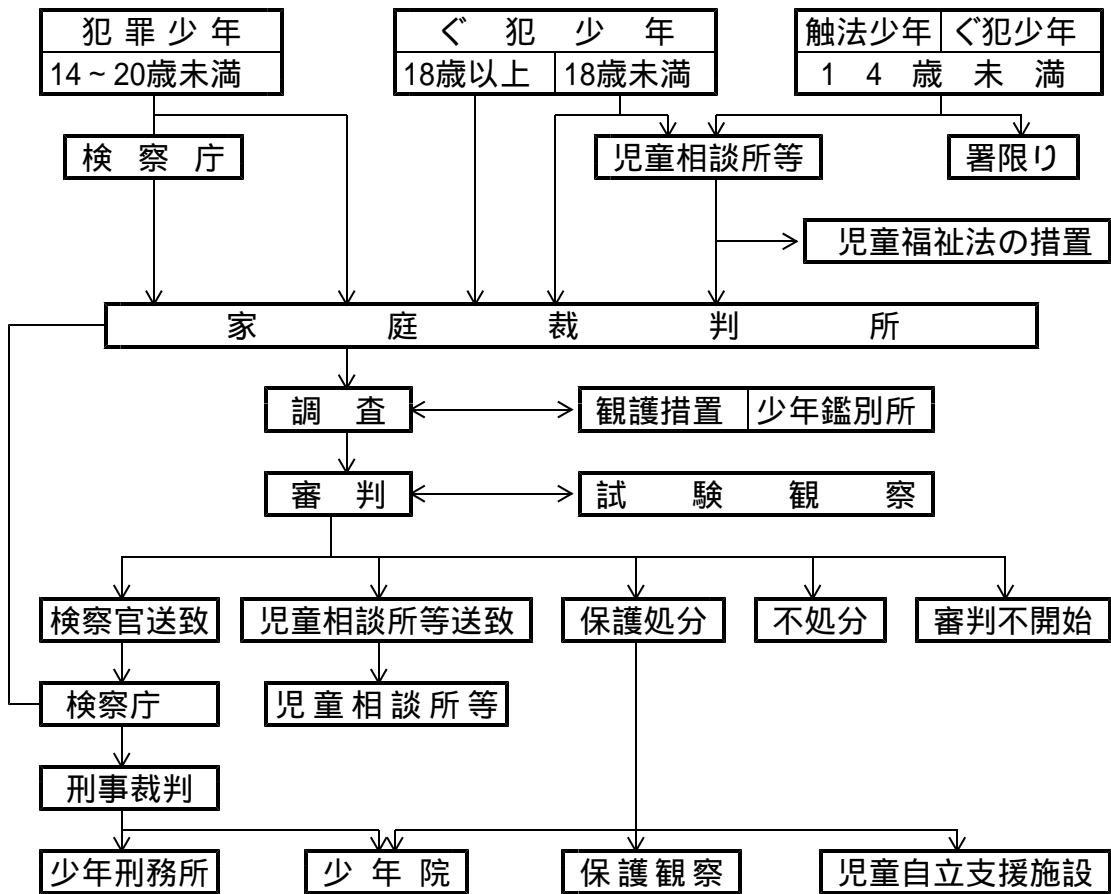 犯罪少年
14~20歳未満
ぐ犯少年
18歳以上 18歳未満
触法少年 ぐ犯少年
14歳未満
検察庁
児童相談所等
署限り
児童福祉法の措置
家庭裁判所
調査
観護措置 少年鑑別所
審判
試験観察
検察官送致
児童相談所等送致
保護処分
不処分
審判不開始
検察庁
児童相談所等
刑事裁判
少年刑務所
少年院
保護観察
児童自立支援施設